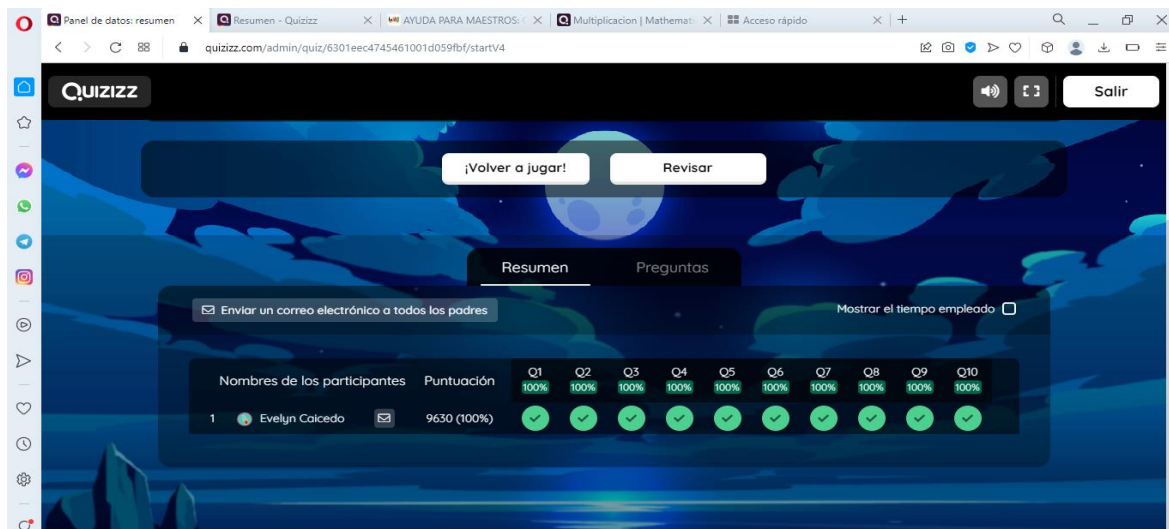 Panel de datos: resumen
Resumen - Quizizz
AYUDA PARA MAESTROS:
Multiplicacion | Mathemati
Acceso rápido
quizizz.com/admin/quiz/6301eec4745461001d059fbf/startV4
Quizizz
Salir
¡Volver a jugar!
Revisar
Resumen
Preguntas
Enviar un correo electrónico a todos los padres
Mostrar el tiempo empleado
Nombres de los participantes Puntuación Q1 Q2 Q3 Q4 Q5 Q6 Q7 Q8 Q9 Q10
100% 100% 100% 100% 100% 100% 100% 100% 100% 100%
1 Evelyn Caicedo 9630 (100%)